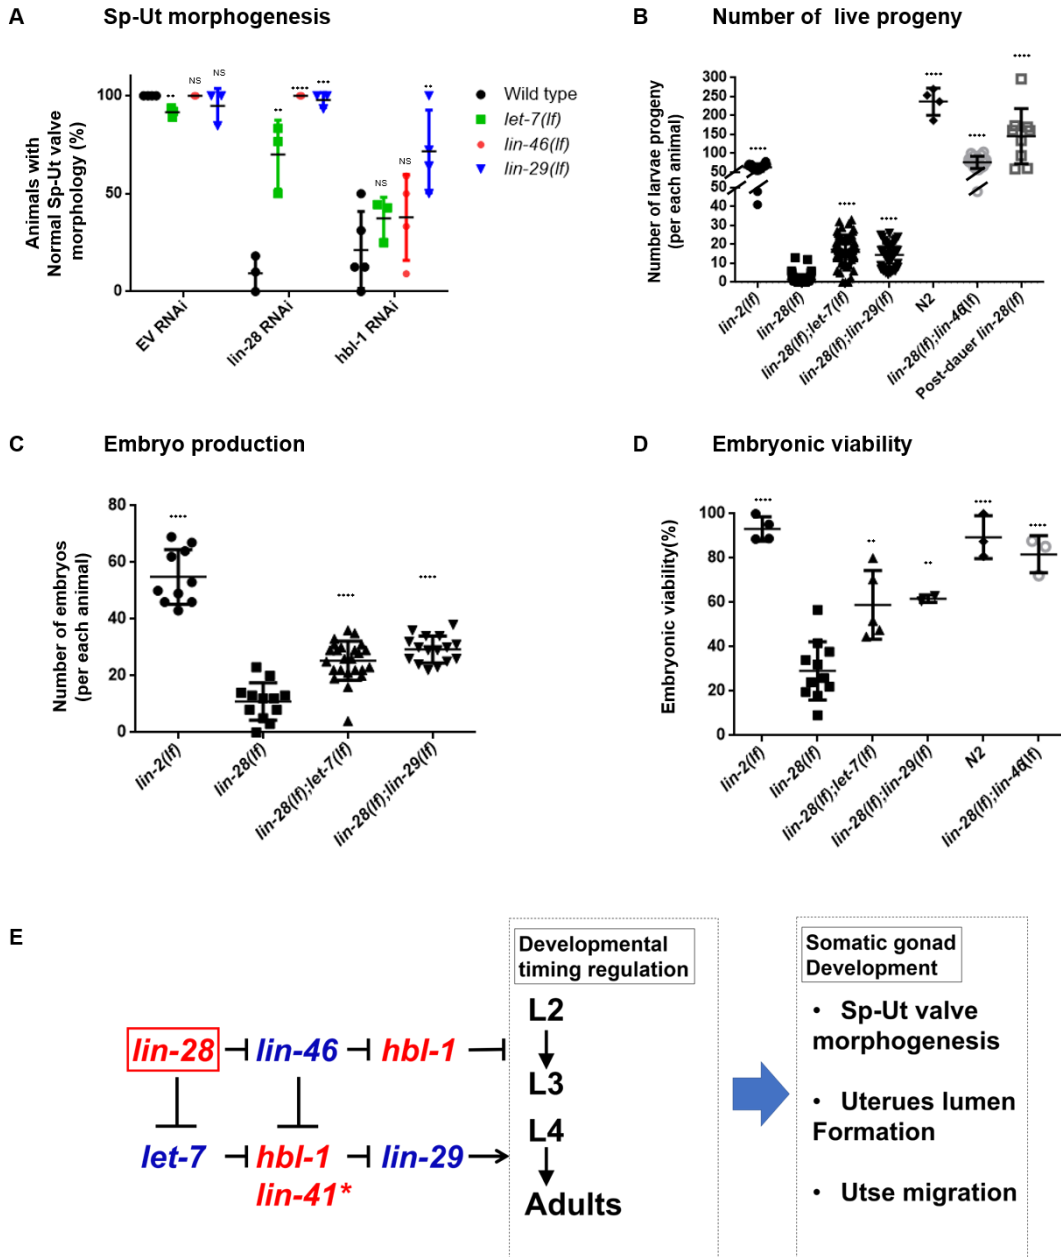 A Sp-Ut morphogenesis
Animals with
Normal Sp-Ut valve
morphology (%)
100
50
0
NS
NS
NS
NS
EV RNAi
lin-28 RNAi
hbl-1 RNAi
Wild type
let-7(lf)
lin-46(lf)
lin-29(lf)
B Number of live progeny
Number of larvae progeny
(per each animal)
300
250
200
150
100
50
50
40
30
20
10
0
lin-2(lf)
lin-28(lf)
lin-28(lf);let-7(lf)
lin-28(lf);lin-29(lf)
N2
lin-28(lf);lin-46(lf)
Post-dauer lin-28(lf)
C Embryo production
Number of embryos
(per each animal)
80
60
40
20
0
lin-2(lf)
lin-28(lf)
lin-28(lf);let-7(lf)
lin-28(lf);lin-29(lf)
D Embryonic viability
Embryonic viability(%)
100
80
60
40
20
0
lin-2(lf)
lin-28(lf)
lin-28(lf);let-7(lf)
lin-28(lf);lin-29(lf)
N2
lin-28(lf);lin-46(lf)
E
lin-28 lin-46 hbl-1
let-7 hbl-1 lin-29
lin-41*
Developmental
timing regulation
L2
L3
L4
Adults
Somatic gonad
Development
• Sp-Ut valve
morphogenesis
• Uterues lumen
Formation
• Utse migration